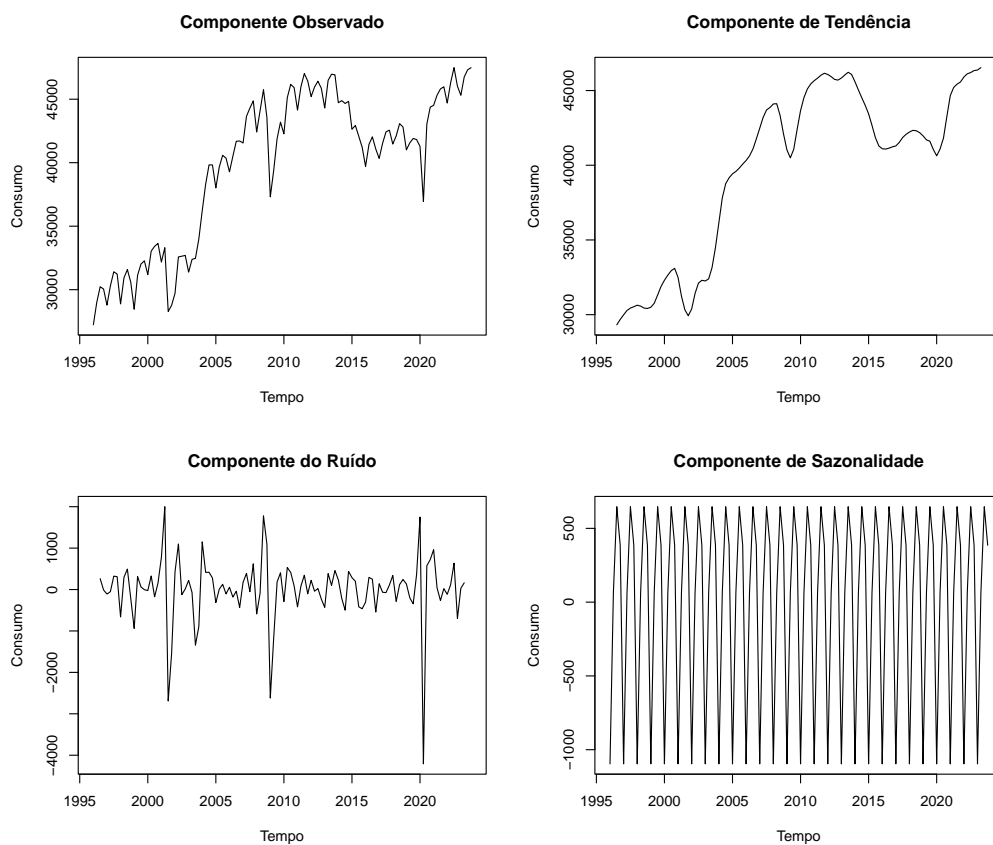 Componente Observado
Consumo
45000
40000
35000
30000
1995 2000 2005 2010 2015 2020
Tempo
Componente de Tendência
Consumo
45000
40000
35000
30000
1995 2000 2005 2010 2015 2020
Tempo
Componente do Ruído
Consumo
1000
0
−2000
−4000
1995 2000 2005 2010 2015 2020
Tempo
Componente de Sazonalidade
Consumo
500
0
−500
−1000
1995 2000 2005 2010 2015 2020
Tempo